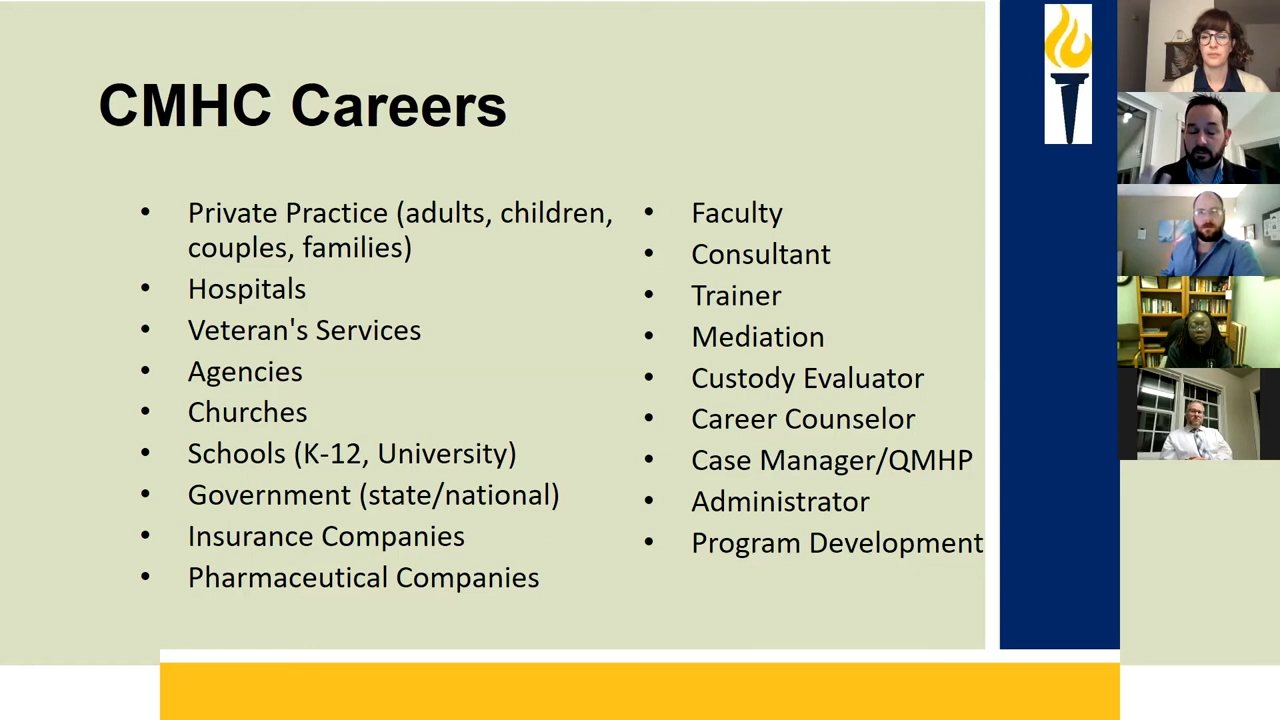 CMHC Careers
• Private Practice (adults, children,
couples, families)
• Hospitals
• Veteran's Services
• Agencies
• Churches
• Schools (K-12, University)
• Government (state/national)
• Insurance Companies
• Pharmaceutical Companies
• Faculty
• Consultant
• Trainer
• Mediation
• Custody Evaluator
• Career Counselor
• Case Manager/QMHP
• Administrator
• Program Development